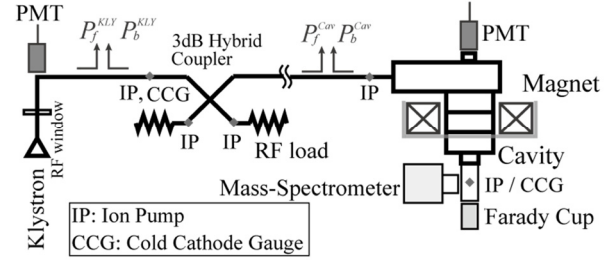 PMT
P_f^KLY P_b^KLY
3dB Hybrid
Coupler
P_f^Cav P_b^Cav
PMT
IP, CCG
IP
Magnet
IP
IP
RF load
RF window
Klystron
Cavity
Mass-Spectrometer
IP / CCG
Farady Cup
IP: Ion Pump
CCG: Cold Cathode Gauge